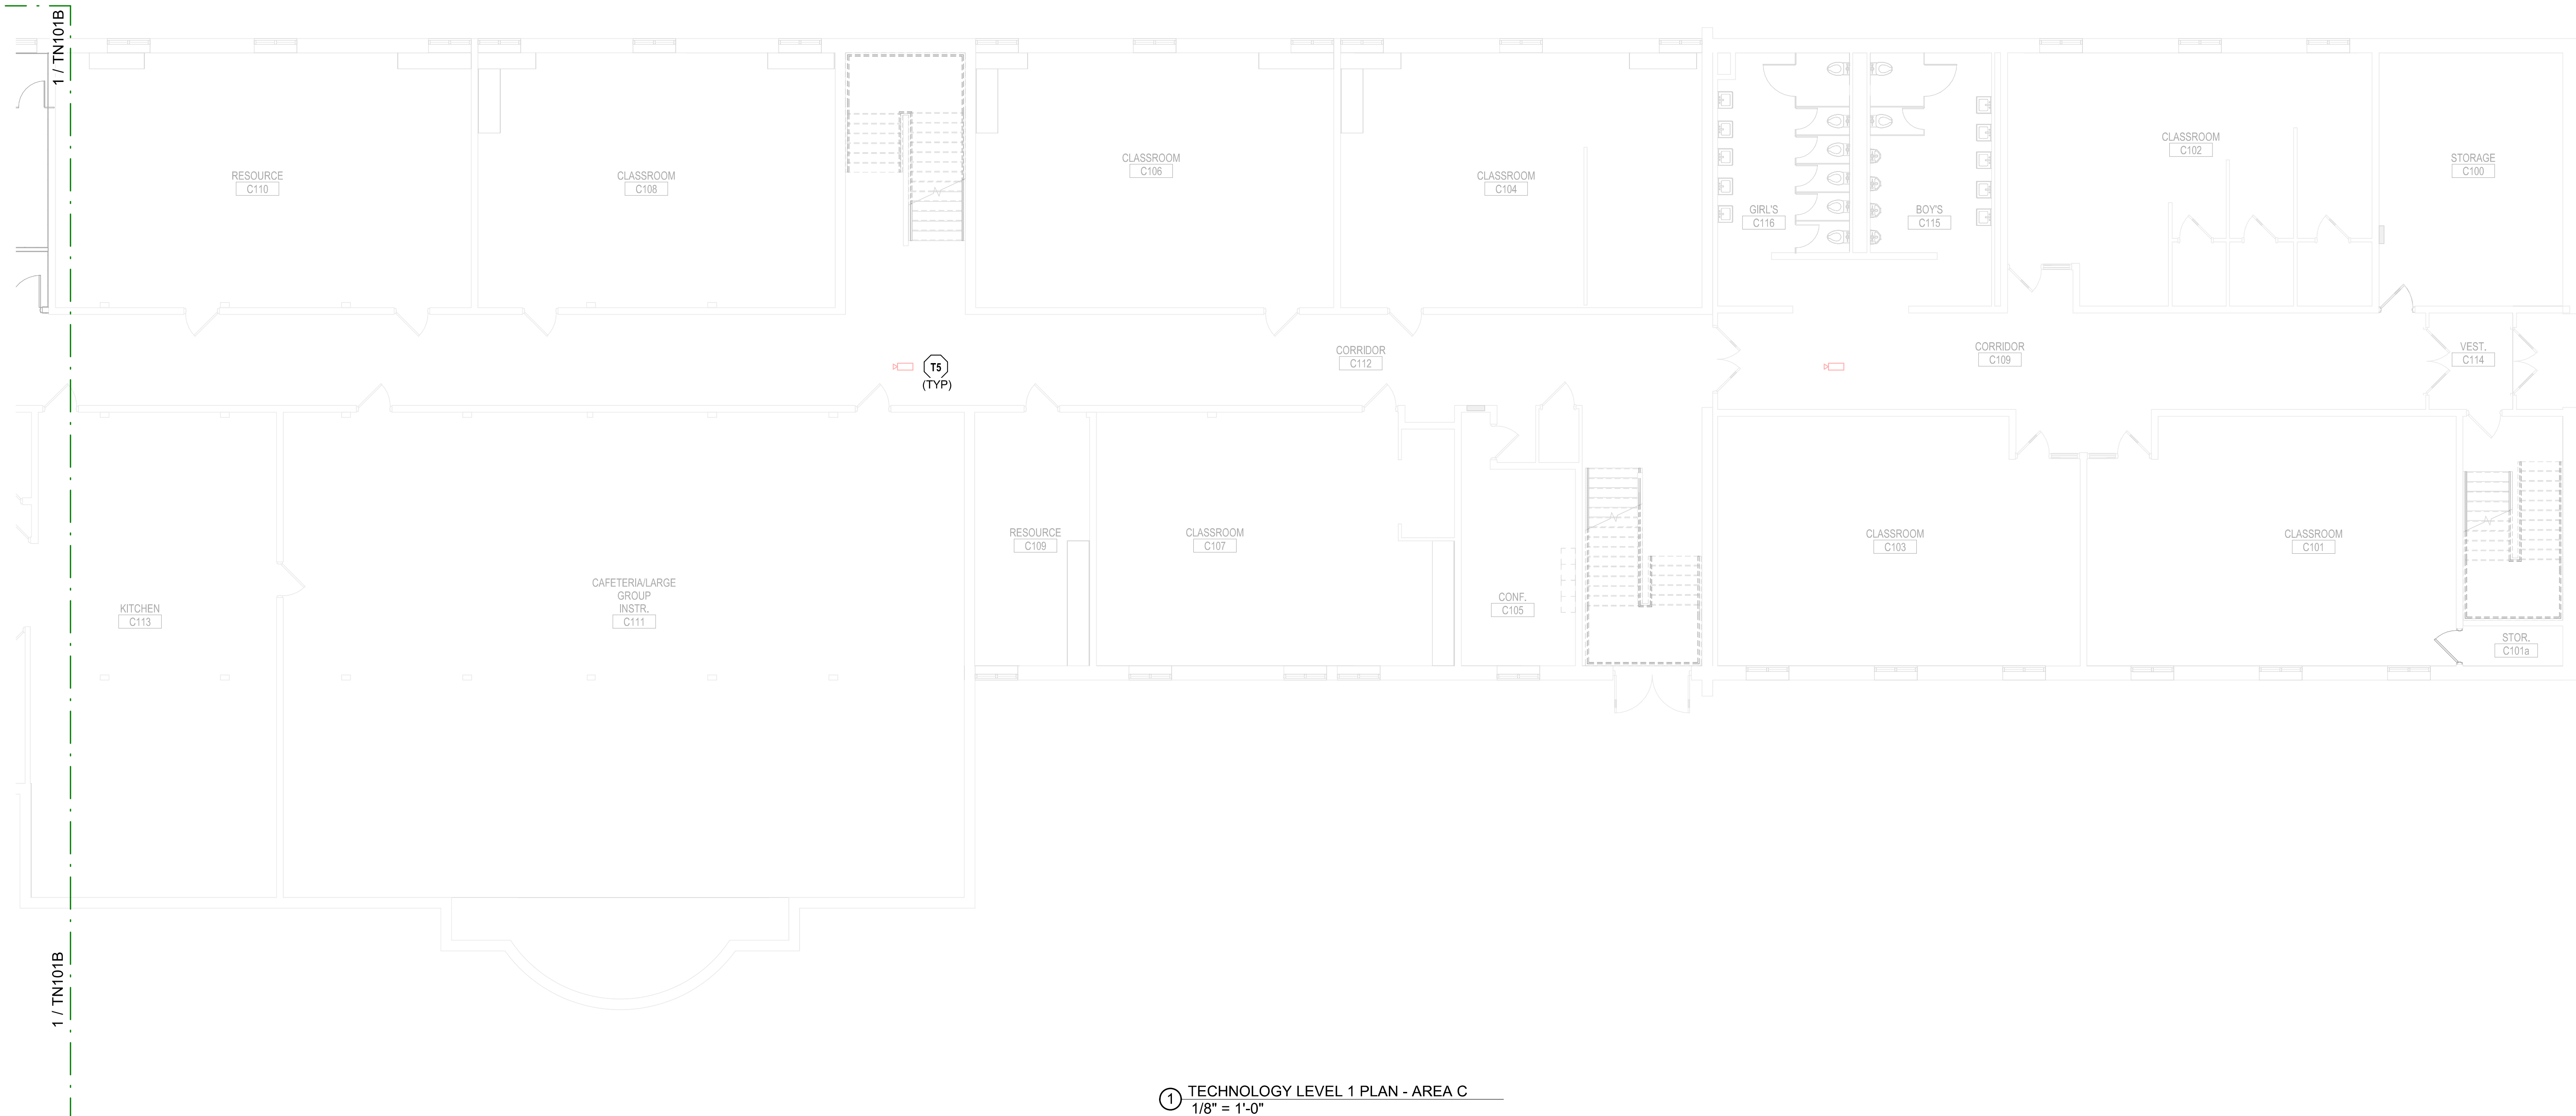 1 / TN101B
RESOURCE
C110
CLASSROOM
C108
CLASSROOM
C106
CLASSROOM
C104
GIRL'S
C116
BOY'S
C115
CLASSROOM
C102
STORAGE
C100
T5
(TYP)
CORRIDOR
C112
CORRIDOR
C109
VEST.
C114
KITCHEN
C113
CAFETERIA/LARGE
GROUP
INSTR.
C111
RESOURCE
C109
CLASSROOM
C107
CONF.
C105
CLASSROOM
C103
CLASSROOM
C101
STOR.
C101a
1 / TN101B
1 TECHNOLOGY LEVEL 1 PLAN - AREA C
1/8" = 1'-0"